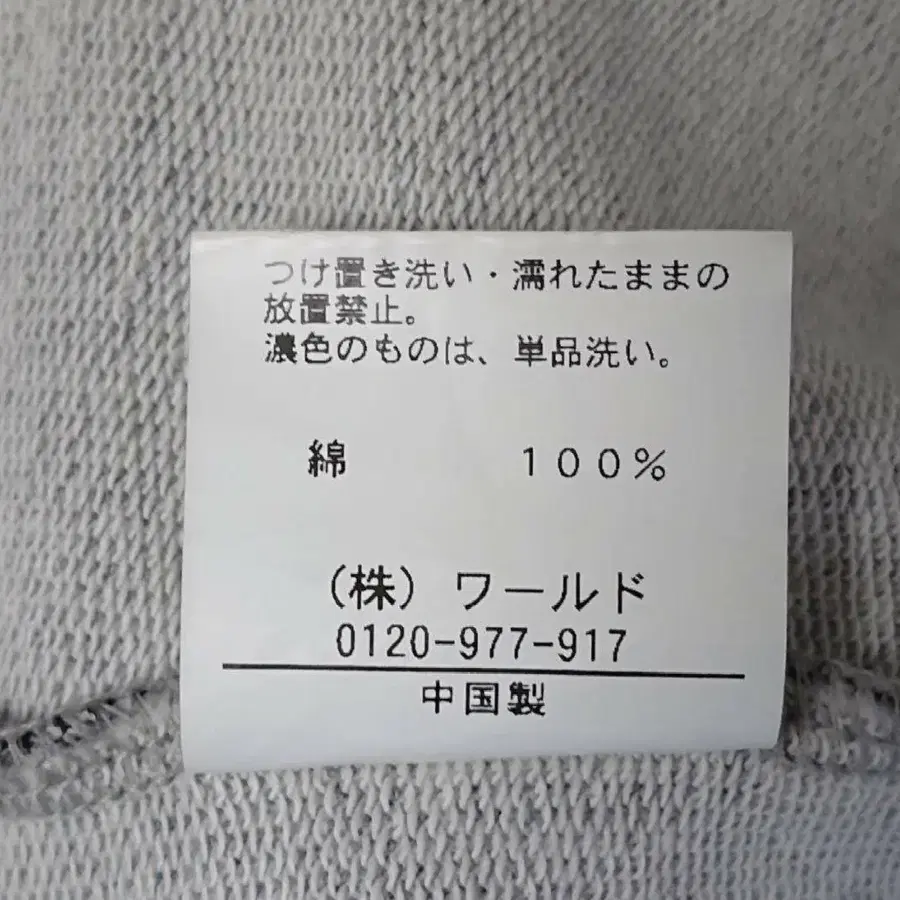 つけ置き洗い・濡れたままの
放置禁止。
濃色のものは、単品洗い。
綿 100%
(株) ワールド
0120-977-917
中国製